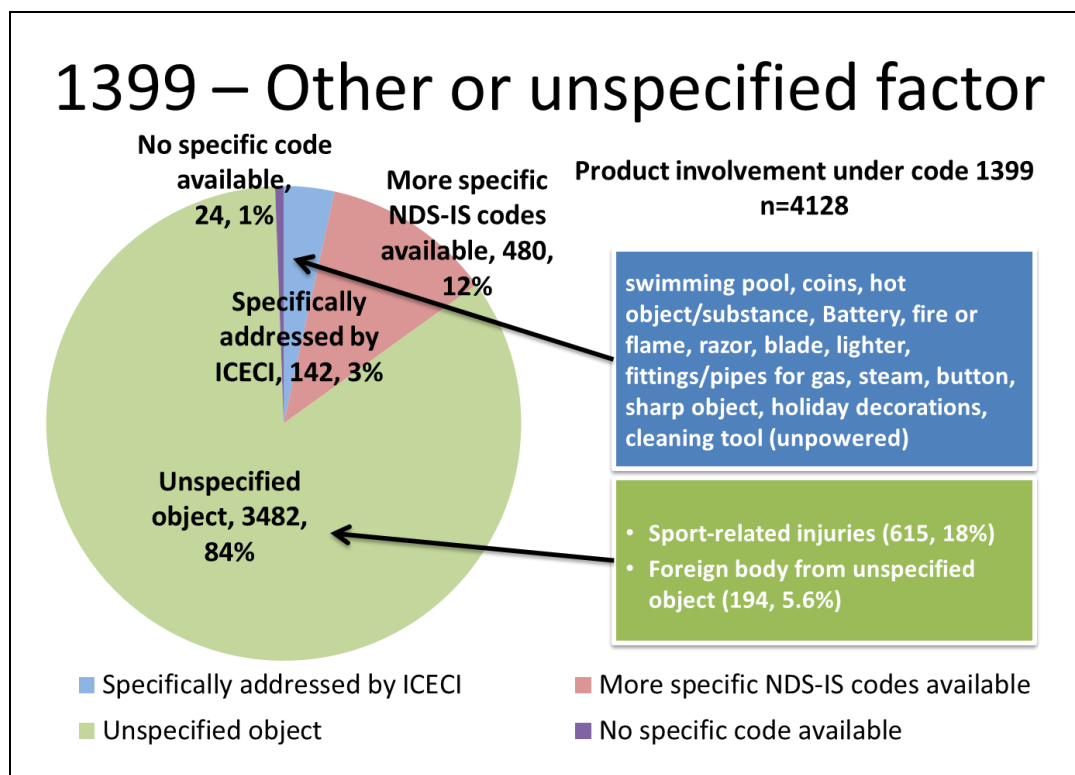 1399 – Other or unspecified factor
No specific code
available,
24, 1%
More specific
NDS-IS codes
available, 480,
12%
Specifically
addressed by
ICECI, 142, 3%
Unspecified
object, 3482,
84%
Product involvement under code 1399
n=4128
swimming pool, coins, hot
object/substance, Battery, fire or
flame, razor, blade, lighter,
fittings/pipes for gas, steam, button,
sharp object, holiday decorations,
cleaning tool (unpowered)
• Sport-related injuries (615, 18%)
• Foreign body from unspecified
object (194, 5.6%)
Specifically addressed by ICECI
More specific NDS-IS codes available
Unspecified object
No specific code available